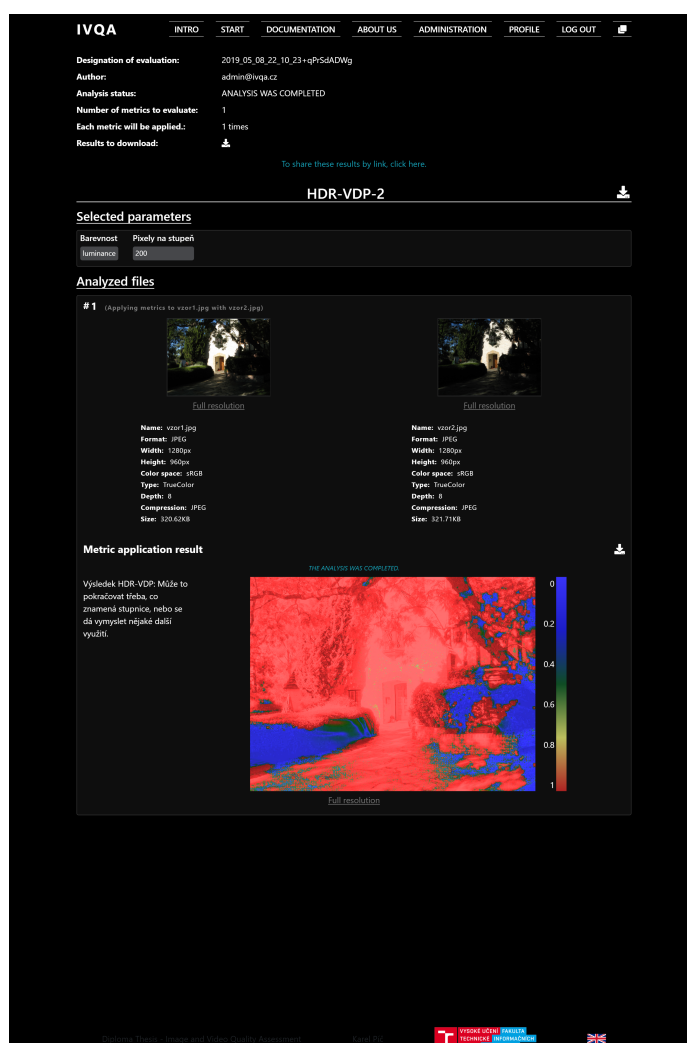 IVQA INTRO START DOCUMENTATION ABOUT US ADMINISTRATION PROFILE LOG OUT
Designation of evaluation: 2019_05_08_22_10_23+qPrSdADWg
Author: admin@ivqa.cz
Analysis status: ANALYSIS WAS COMPLETED
Number of metrics to evaluate: 1
Each metric will be applied.: 1 times
Results to download:
To share these results by link, click here.
HDR-VDP-2
Selected parameters
Barevnost Pixely na stupeň
luminance 200
Analyzed files
#1 (Applying metrics to vzor1.jpg with vzor2.jpg)
Full resolution Full resolution
Name: vzor1.jpg Name: vzor2.jpg
Format: JPEG Format: JPEG
Width: 1280px Width: 1280px
Height: 960px Height: 960px
Color space: sRGB Color space: sRGB
Type: TrueColor Type: TrueColor
Depth: 8 Depth: 8
Compression: JPEG Compression: JPEG
Size: 320.62KB Size: 321.71KB
Metric application result
THE ANALYSIS WAS COMPLETED.
Výsledek HDR-VDP: Může to
pokračovat třeba, co
znamená stupnice, nebo se
dá vymyslet nějaké další
využití.
0
0.2
0.4
0.6
0.8
1
Full resolution
Diploma Thesis - Image and Video Quality Assessment
VYSOKÉ UČENÍ FAKULTA
TECHNICKÉ INFORMAČNÍCH